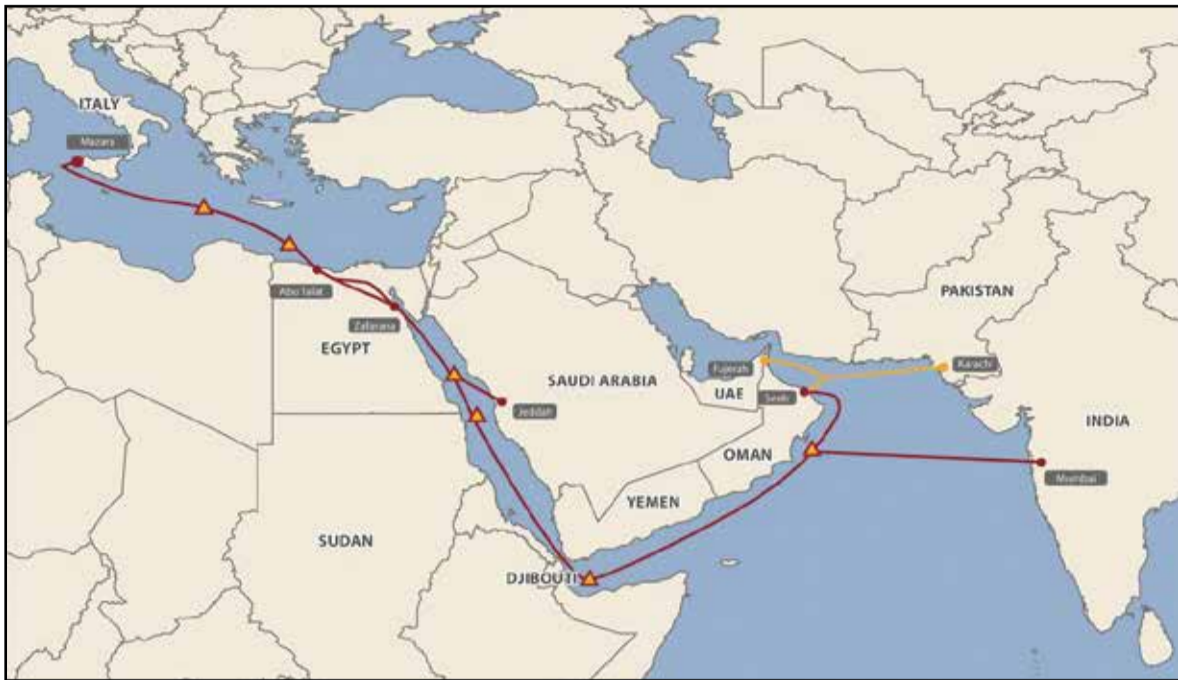 ITALY
Mazara
PAKISTAN
Abu Talat
Zafarana
Karachi
EGYPT
Fujerah
SAUDI ARABIA
UAE
Seeb
Jeddah
INDIA
OMAN
Mumbai
YEMEN
SUDAN
DJIBOUTI